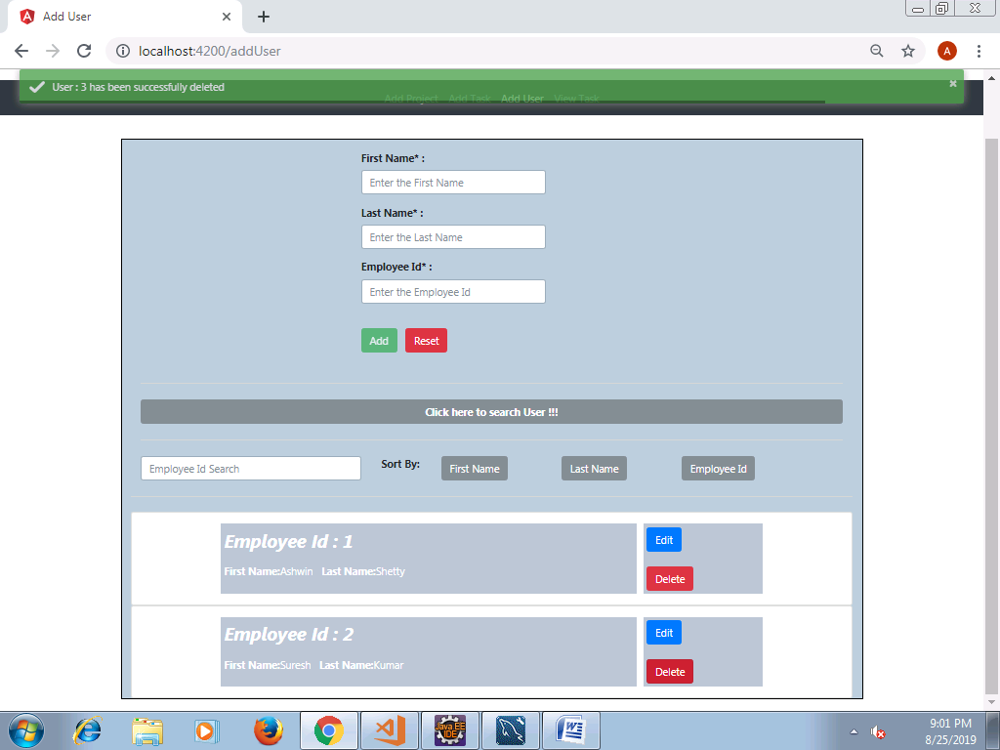 Add User
localhost:4200/addUser
A
User : 3 has been successfully deleted
Add Project Add Task Add User View Task
First Name* :
Enter the First Name
Last Name* :
Enter the Last Name
Employee Id* :
Enter the Employee Id
Add Reset
Click here to search User !!!
Employee Id Search Sort By: First Name Last Name Employee Id
Employee Id : 1
First Name:Ashwin Last Name:Shetty
Edit
Delete
Employee Id : 2
First Name:Suresh Last Name:Kumar
Edit
Delete
Java EE
IDE
9:01 PM
8/25/2019